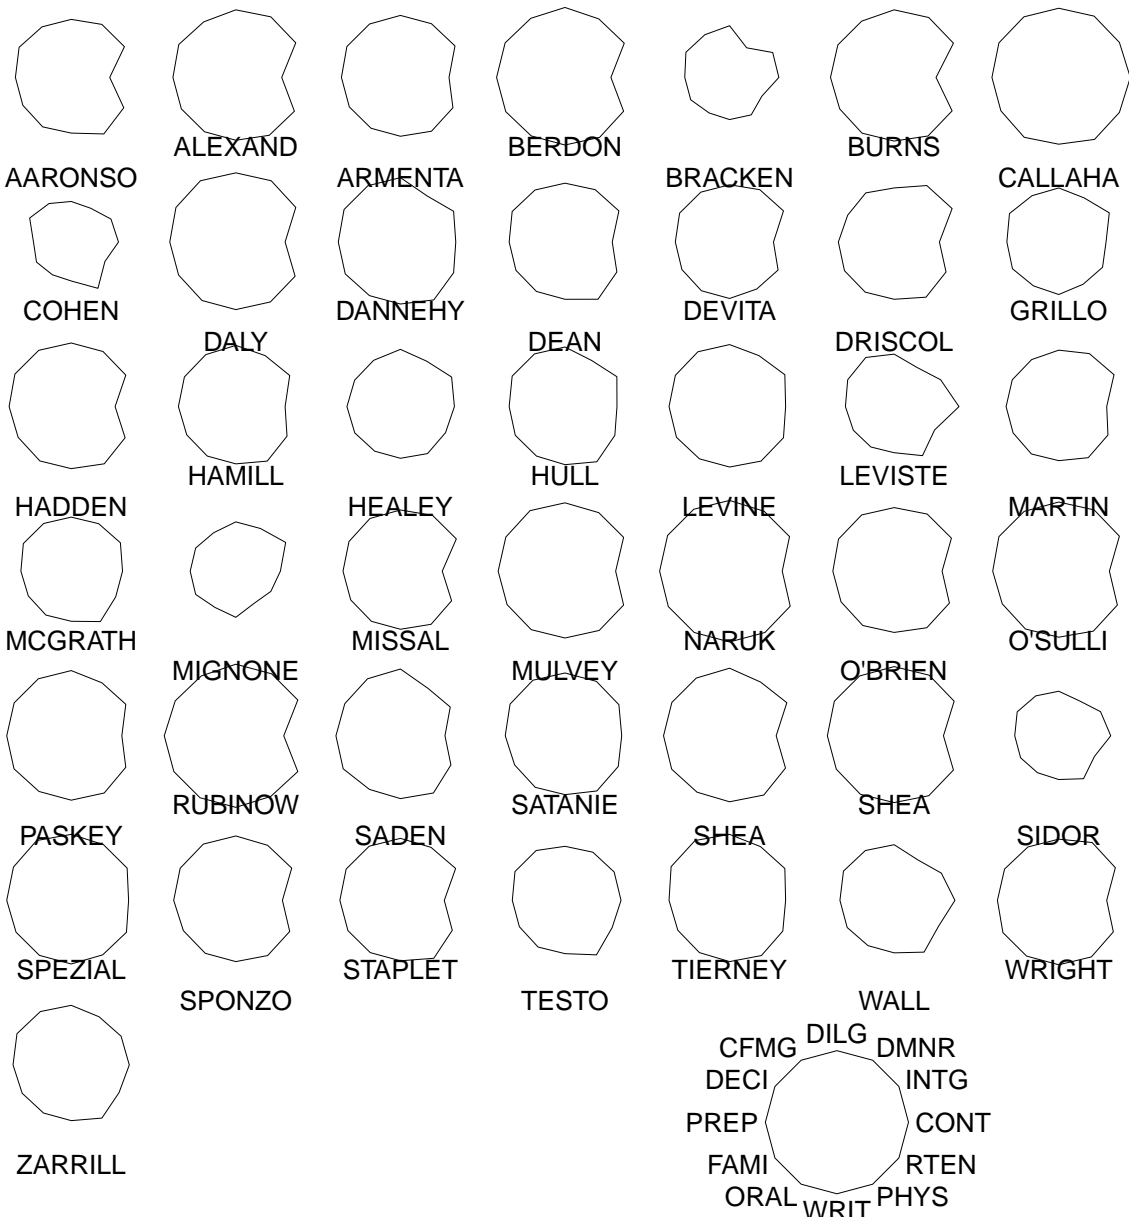 ALEXAND BERDON BURNS
AARONSO ARMENTA BRACKEN CALLAHA
COHEN DANNEHY DEVITA GRILLO
DALY DEAN DRISCOL
HAMILL HULL LEVISTE
HADDEN HEALEY LEVINE MARTIN
MCGRATH MISSAL NARUK O'SULLI
MIGNONE MULVEY O'BRIEN
RUBINOW SATANIE SHEA
PASKEY SADEN SHEA SIDOR
SPEZIAL STAPLET TIERNEY WRIGHT
SPONZO TESTO WALL
DILG
CFMG DMNR
DECI INTG
PREP CONT
ZARRILL FAMI RTEN
ORAL PHYS
WRIT